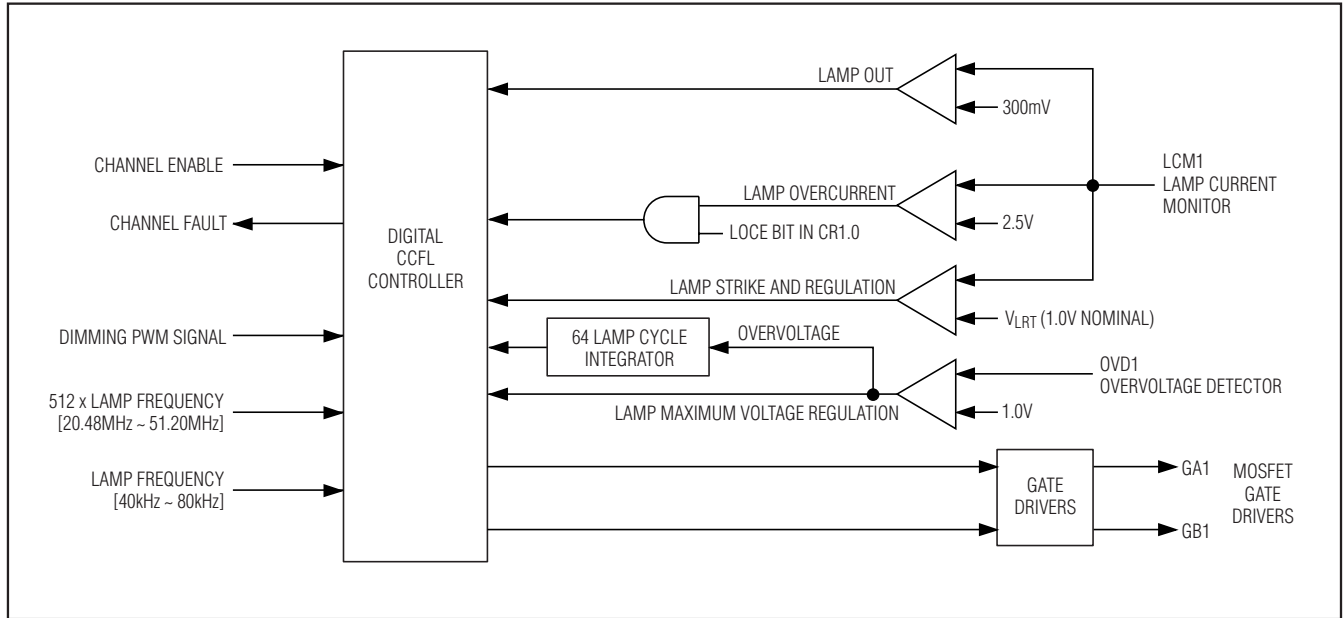 LAMP OUT
300mV
CHANNEL ENABLE
CHANNEL FAULT
DIGITAL
CCFL
CONTROLLER
LAMP OVERCURRENT
LOCE BIT IN CR1.0
2.5V
LCM1
LAMP CURRENT
MONITOR
LAMP STRIKE AND REGULATION
VLRT (1.0V NOMINAL)
DIMMING PWM SIGNAL
64 LAMP CYCLE
INTEGRATOR
OVERVOLTAGE
OVD1
OVERVOLTAGE DETECTOR
LAMP MAXIMUM VOLTAGE REGULATION
1.0V
512 x LAMP FREQUENCY
[20.48MHz ~ 51.20MHz]
LAMP FREQUENCY
[40kHz ~ 80kHz]
GATE
DRIVERS
GA1
GB1
MOSFET
GATE
DRIVERS